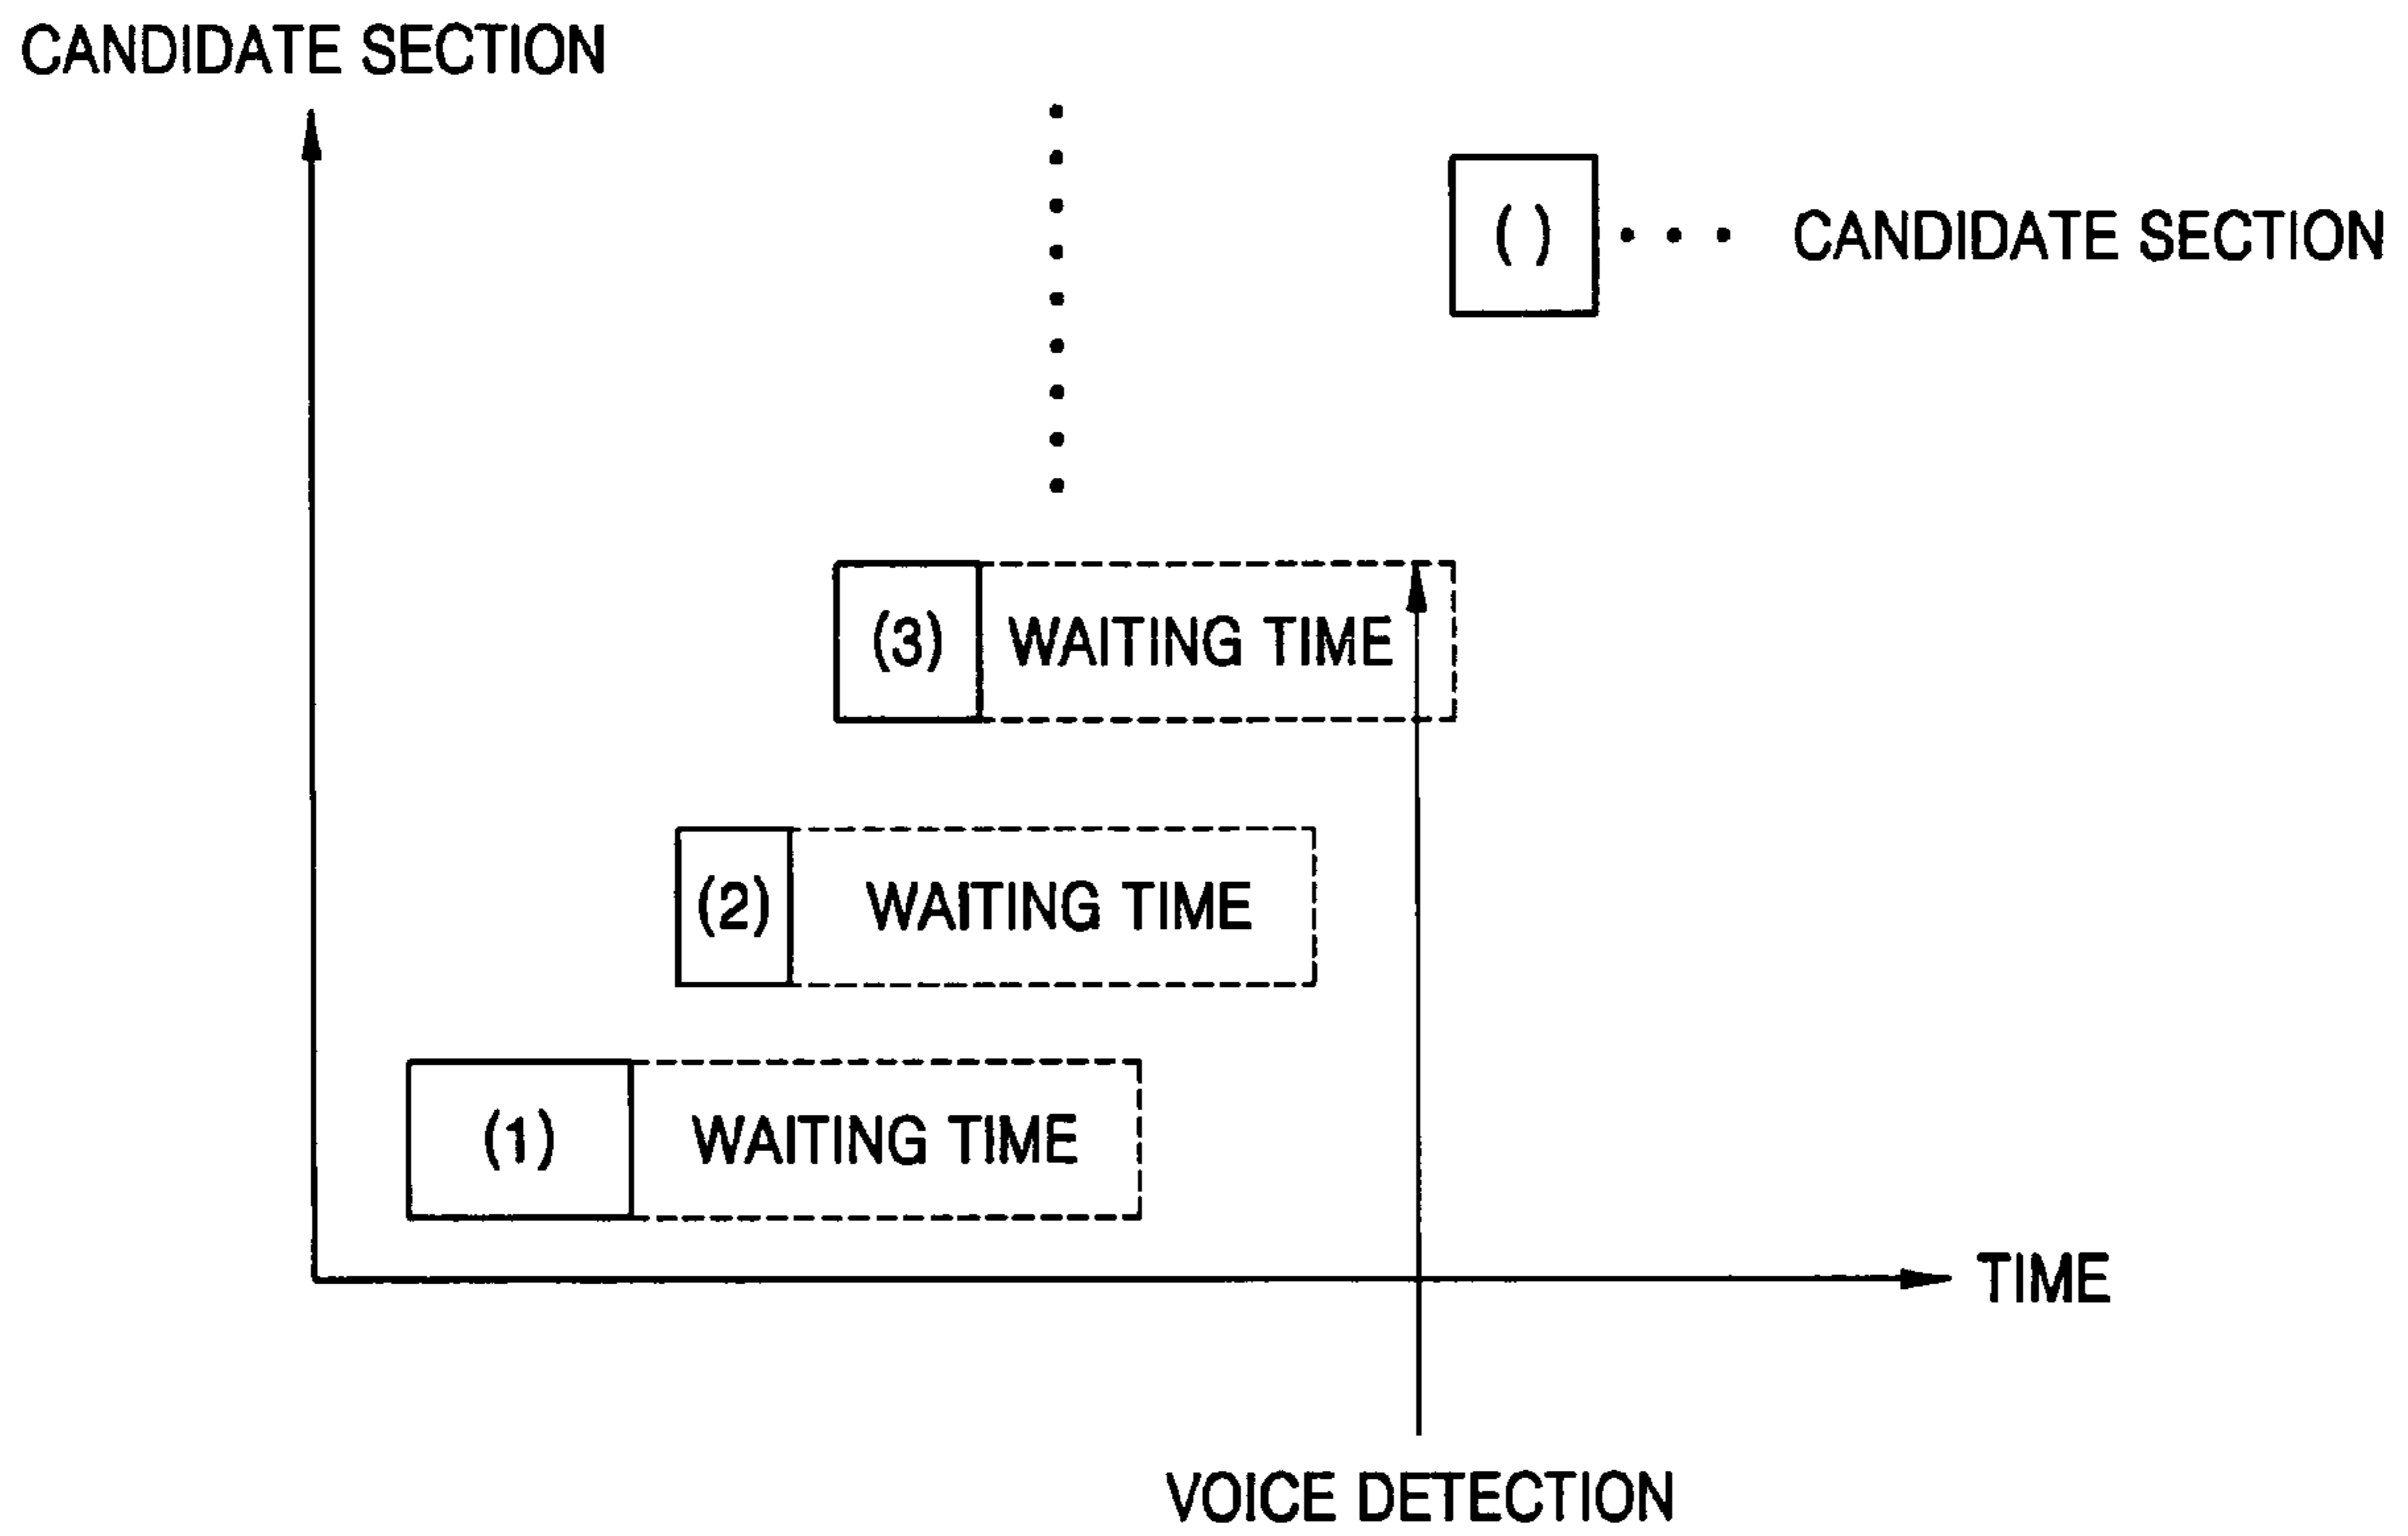 CANDIDATE SECTION
( ) • • • CANDIDATE SECTION
(3) WAITING TIME
(2) WAITING TIME
(1) WAITING TIME
TIME
VOICE DETECTION